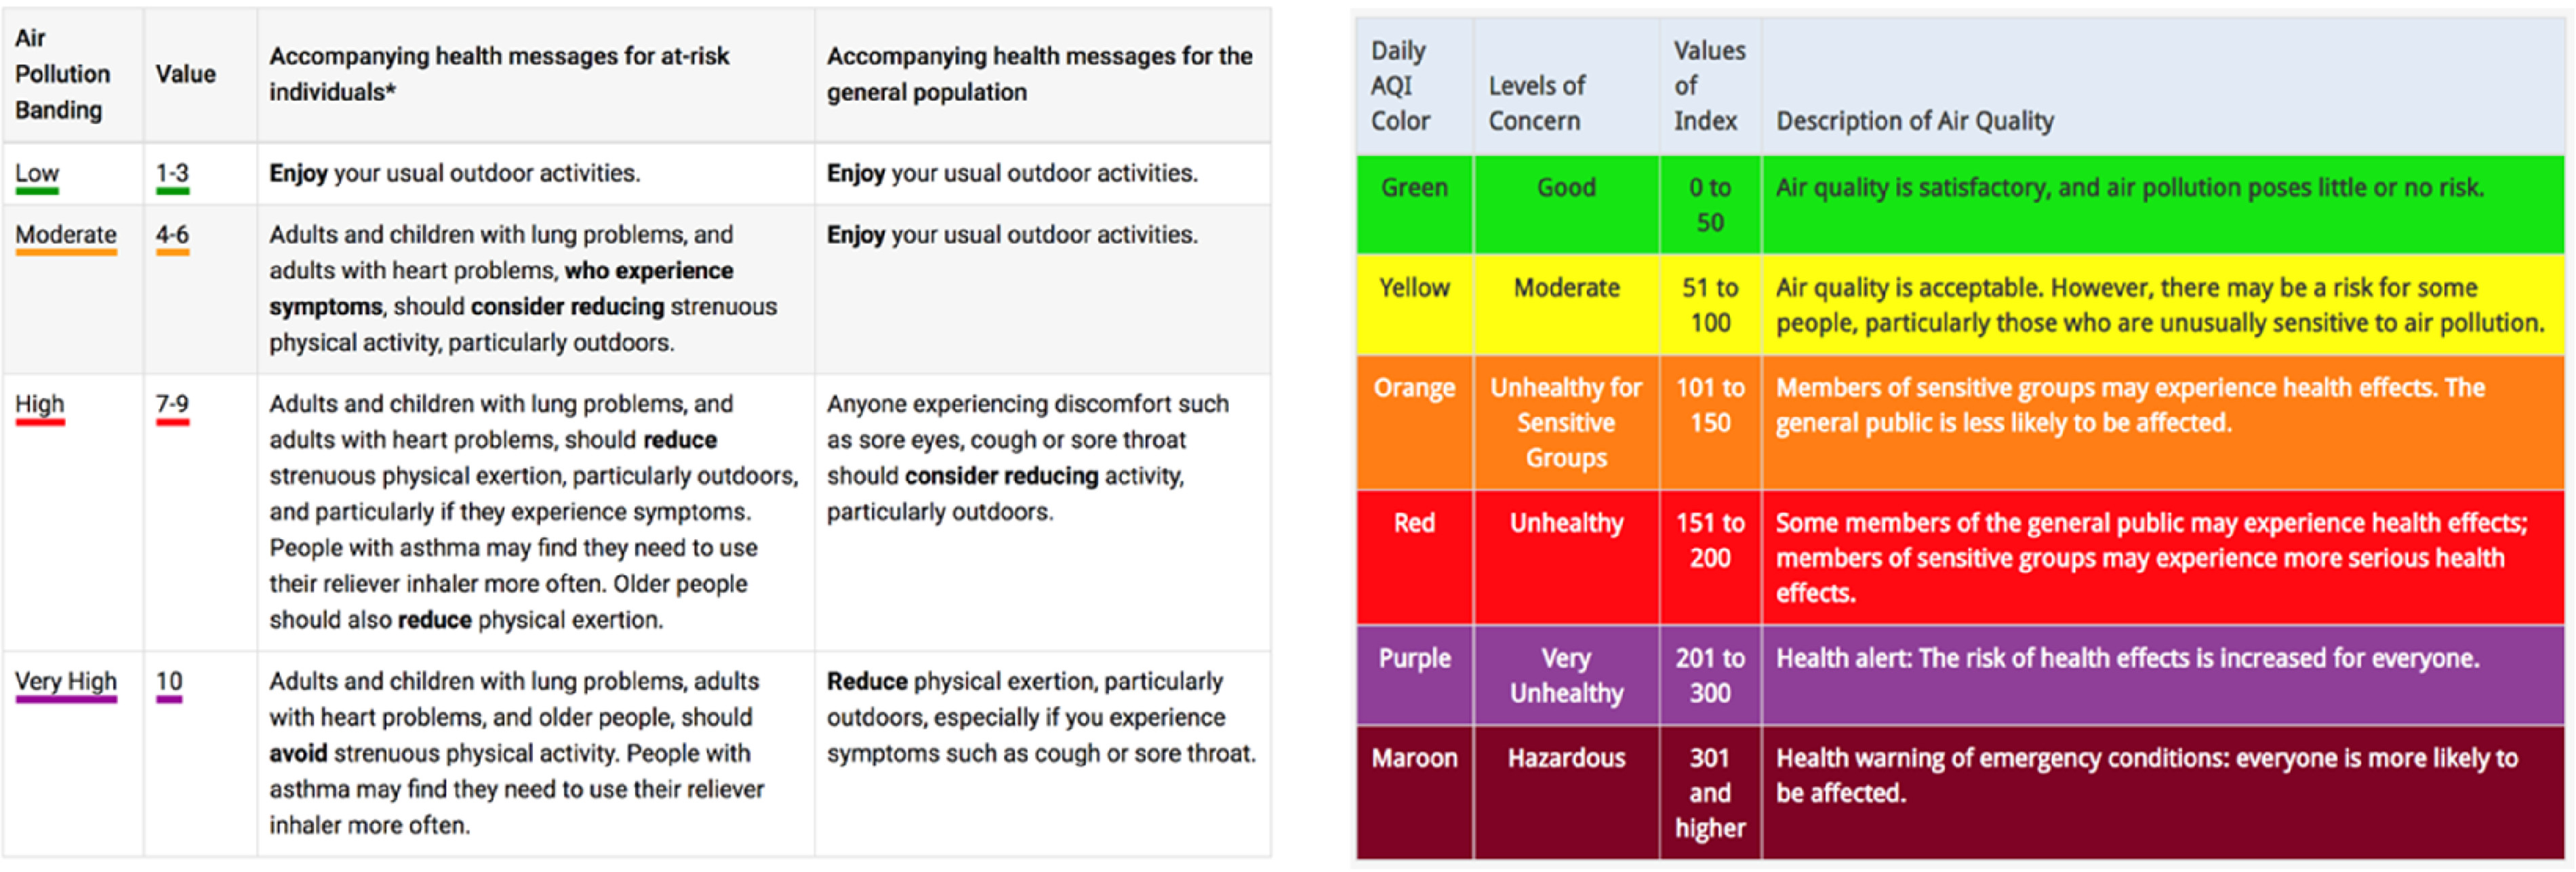 Air
Pollution
Banding
Value
Accompanying health messages for at-risk
individuals*
Accompanying health messages for the
general population
Low
1-3
Enjoy your usual outdoor activities.
Enjoy your usual outdoor activities.
Moderate
4-6
Adults and children with lung problems, and
adults with heart problems, who experience
symptoms, should consider reducing strenuous
physical activity, particularly outdoors.
Enjoy your usual outdoor activities.
High
7-9
Adults and children with lung problems, and
adults with heart problems, should reduce
strenuous physical exertion, particularly outdoors,
and particularly if they experience symptoms.
People with asthma may find they need to use
their reliever inhaler more often. Older people
should also reduce physical exertion.
Anyone experiencing discomfort such
as sore eyes, cough or sore throat
should consider reducing activity,
particularly outdoors.
Very High
10
Adults and children with lung problems, adults
with heart problems, and older people, should
avoid strenuous physical activity. People with
asthma may find they need to use their reliever
inhaler more often.
Reduce physical exertion, particularly
outdoors, especially if you experience
symptoms such as cough or sore throat.
Daily
AQI
Color
Levels of
Concern
Values
of
Index
Description of Air Quality
Green
Good
0 to
50
Air quality is satisfactory, and air pollution poses little or no risk.
Yellow
Moderate
51 to
100
Air quality is acceptable. However, there may be a risk for some
people, particularly those who are unusually sensitive to air pollution.
Orange
Unhealthy for
Sensitive
Groups
101 to
150
Members of sensitive groups may experience health effects. The
general public is less likely to be affected.
Red
Unhealthy
151 to
200
Some members of the general public may experience health effects;
members of sensitive groups may experience more serious health
effects.
Purple
Very
Unhealthy
201 to
300
Health alert: The risk of health effects is increased for everyone.
Maroon
Hazardous
301
and
higher
Health warning of emergency conditions: everyone is more likely to
be affected.